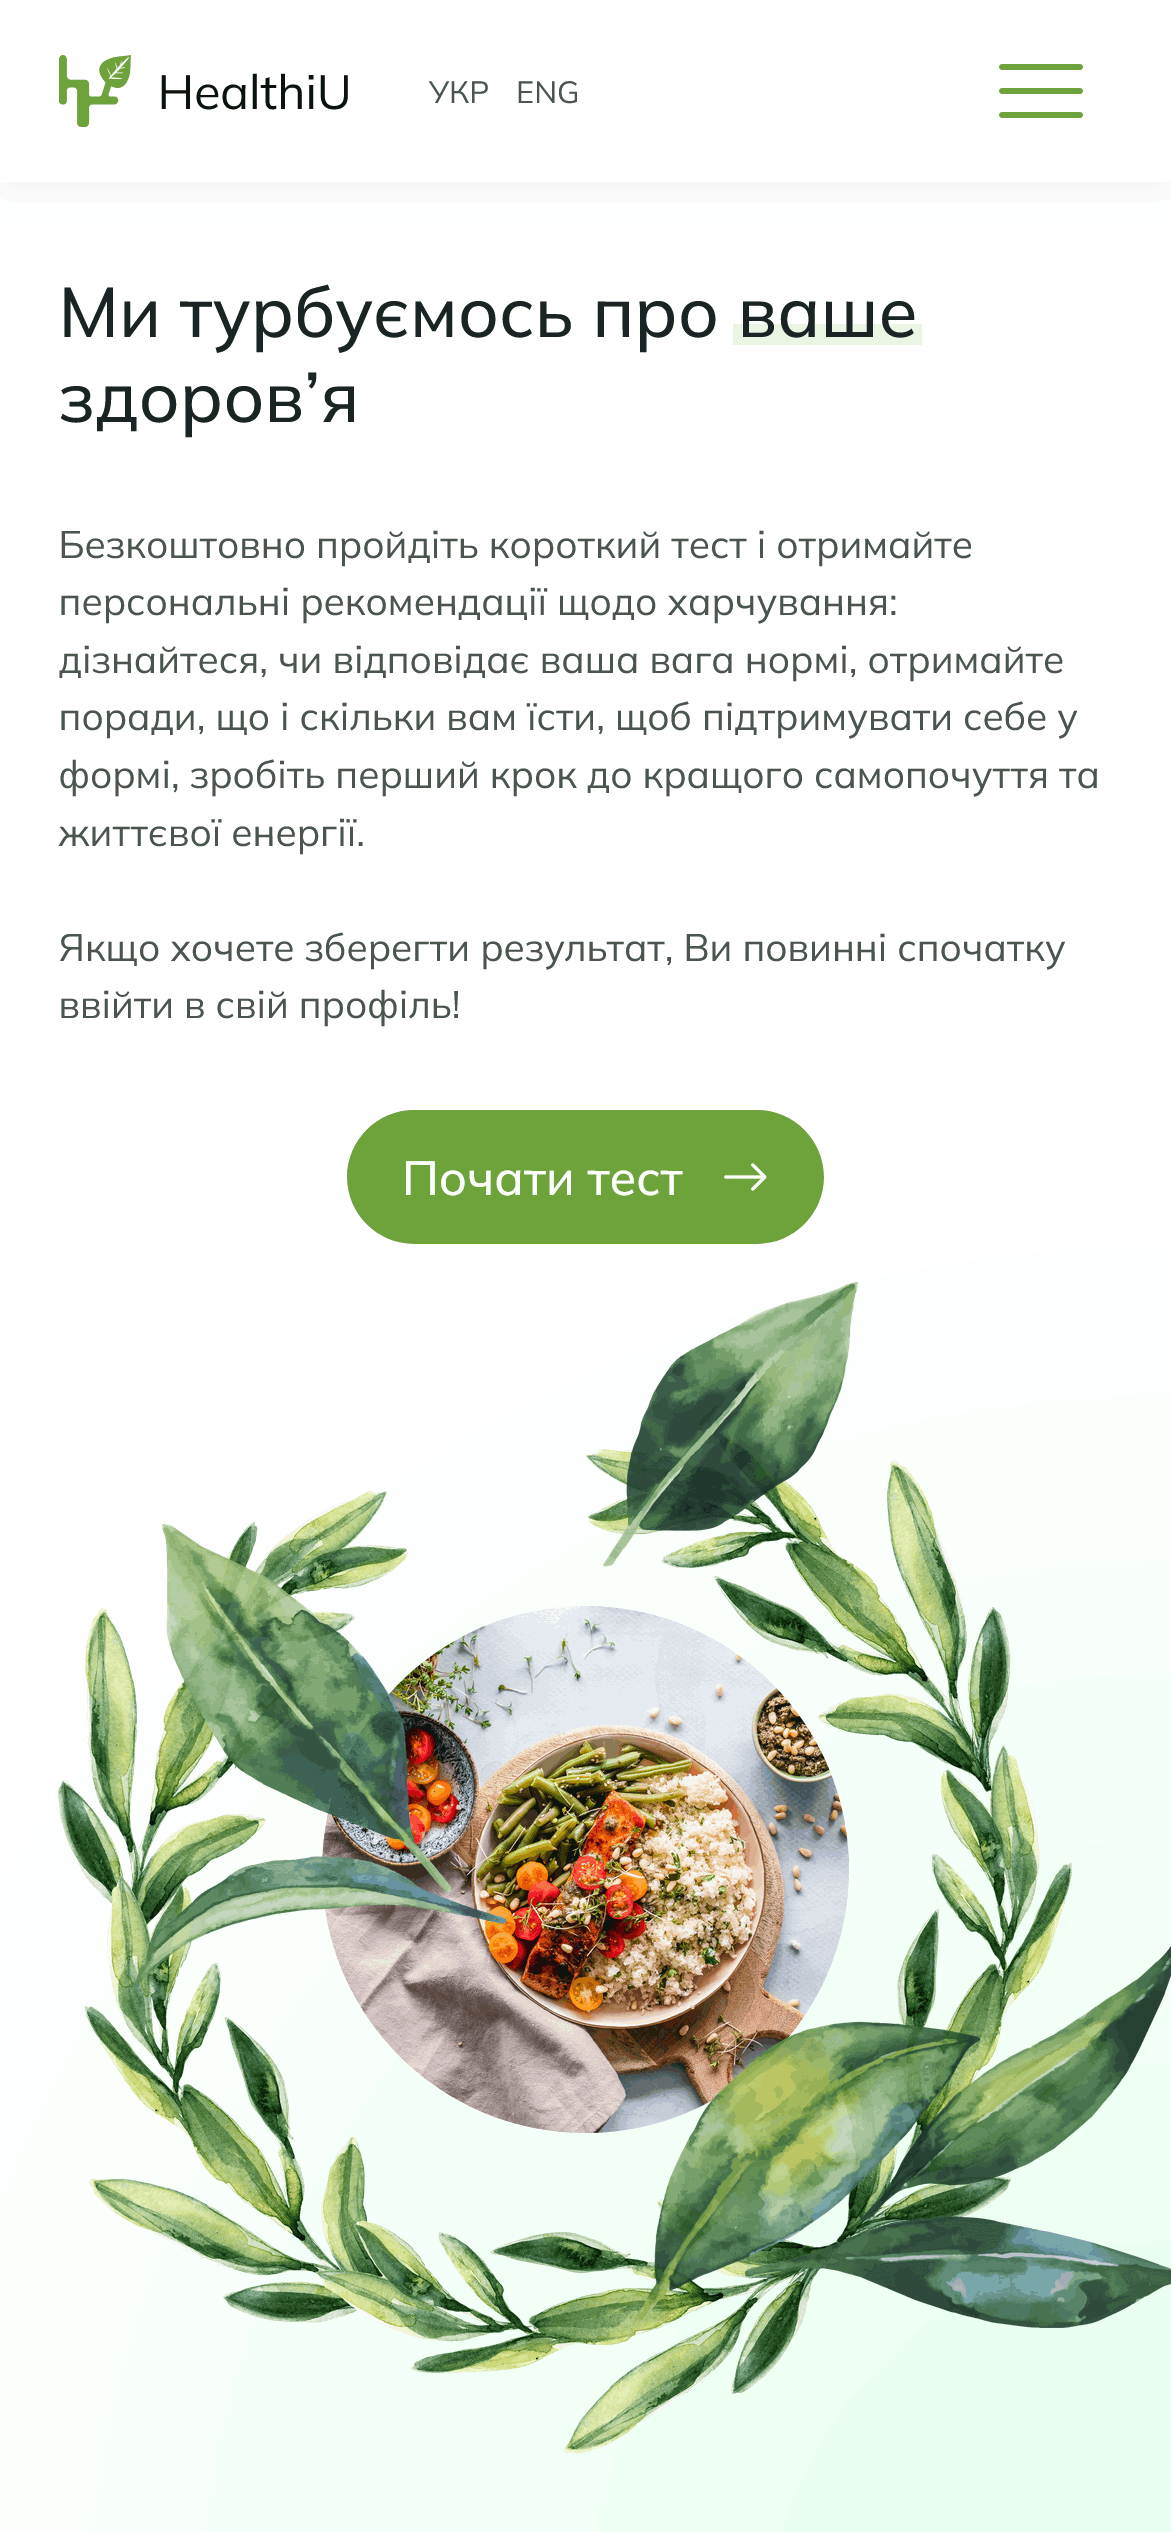 HealthiU УКР ENG
Ми турбуємось про ваше
здоров’я
Безкоштовно пройдіть короткий тест і отримайте
персональні рекомендації щодо харчування:
дізнайтеся, чи відповідає ваша вага нормі, отримайте
поради, що і скільки вам їсти, щоб підтримувати себе у
формі, зробіть перший крок до кращого самопочуття та
життєвої енергії.
Якщо хочете зберегти результат, Ви повинні спочатку
ввійти в свій профіль!
Почати тест